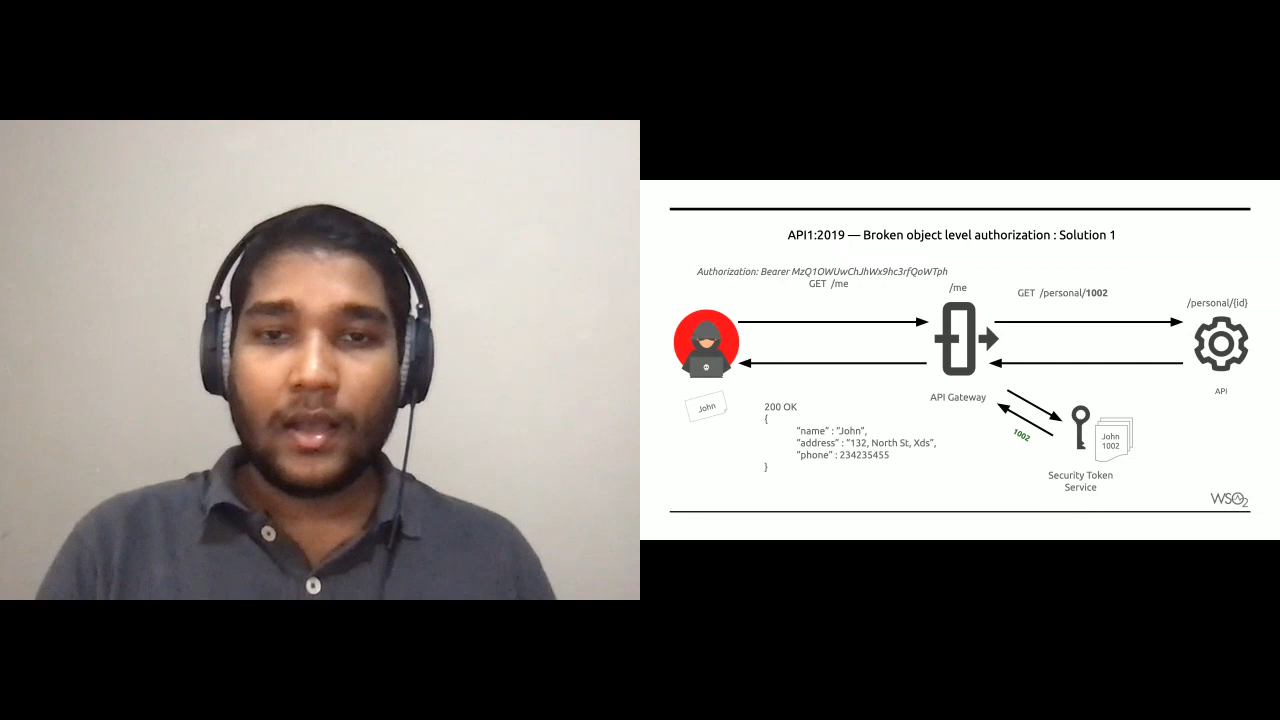 API1:2019 — Broken object level authorization : Solution 1
Authorization: Bearer MzQ1OWUwChJhWx9hc3rfQoWTph
GET /me
/me
GET /personal/1002
/personal/{id}
API
API Gateway
John
200 OK
{
"name" : "John",
"address" : "132, North St, Xds",
"phone" : 234235455
}
1002
John
1002
Security Token
Service
WSO2